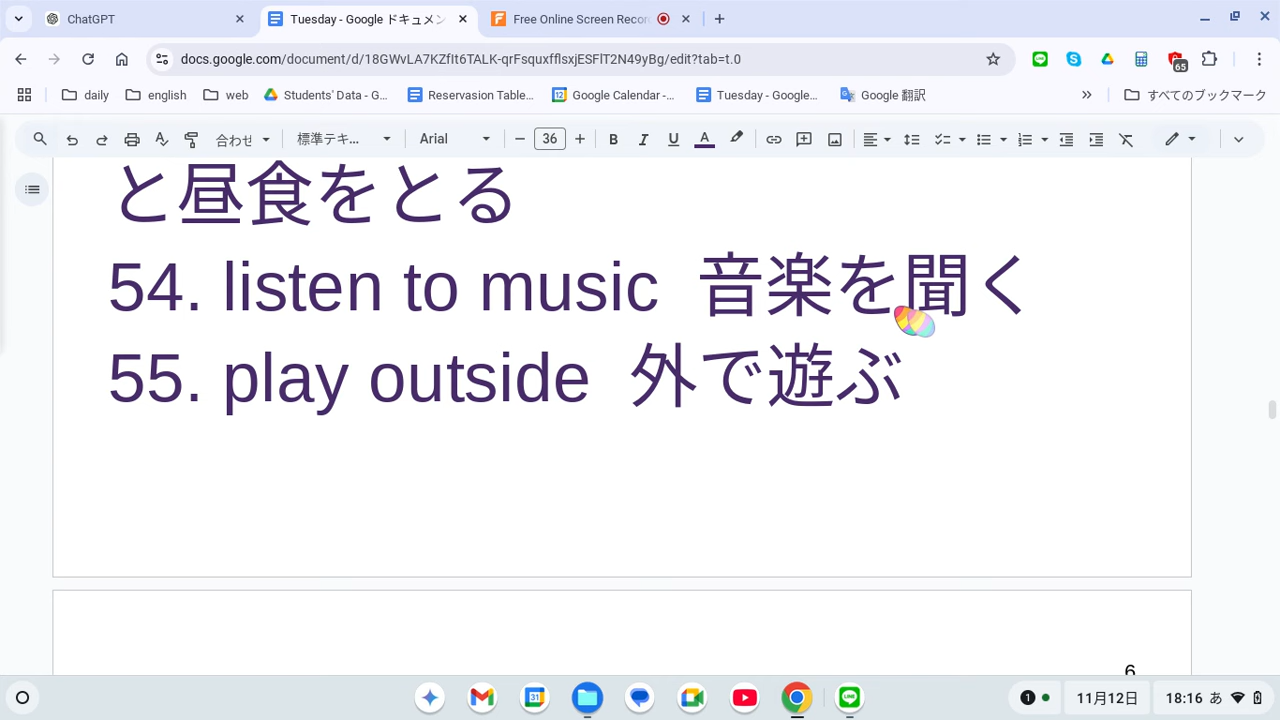 ChatGPT
Tuesday - Google ドキュメン
Free Online Screen Recor
docs.google.com/document/d/
/edit?tab=t.0
65
daily
english
web
Students' Data - G...
Reservation Table...
Google Calendar -...
Tuesday - Google...
Google 翻訳
»
すべてのブックマーク
合わせ
標準テキ...
Arial
36
B
I
U
A
と昼食をとる
54. listen to music 音楽を聞く
55. play outside 外で遊ぶ
6
31
1
11月12日
18:16 あ